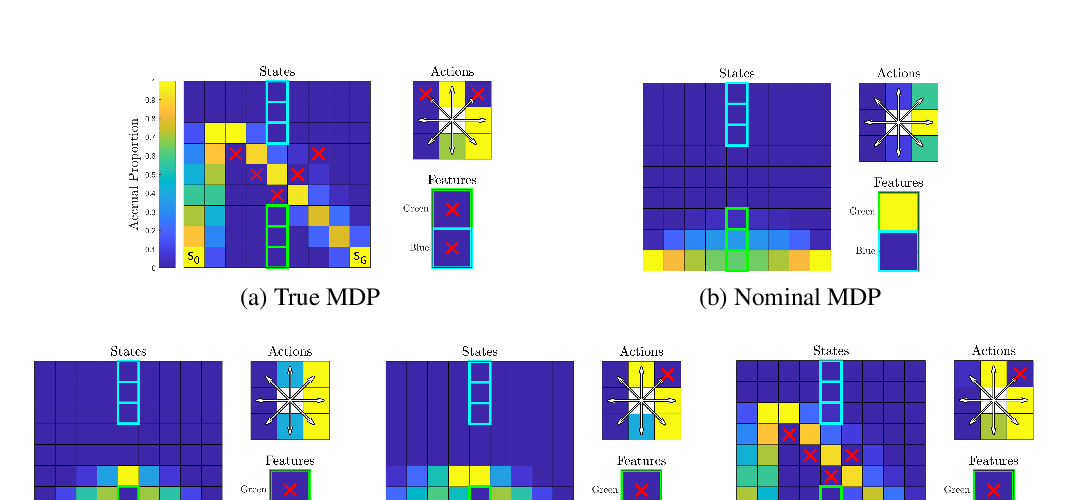 States
Actions
Accrual Proportion
0.8
0.7
0.6
0.5
0.4
0.3
0.2
0.1
0
S0
SG
Features
Green
Blue
(a) True MDP
States
Actions
Features
Green
Blue
(b) Nominal MDP
States
Actions
Features
Green
States
Actions
Features
Green
States
Actions
Features
Green